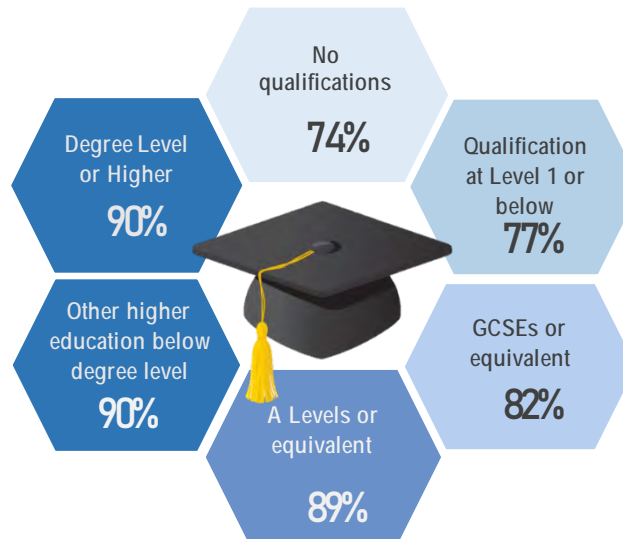 No
qualifications
74%
Qualification
at Level 1 or
below
77%
GCSEs or
equivalent
82%
A Levels or
equivalent
89%
Other higher
education below
degree level
90%
Degree Level
or Higher
90%